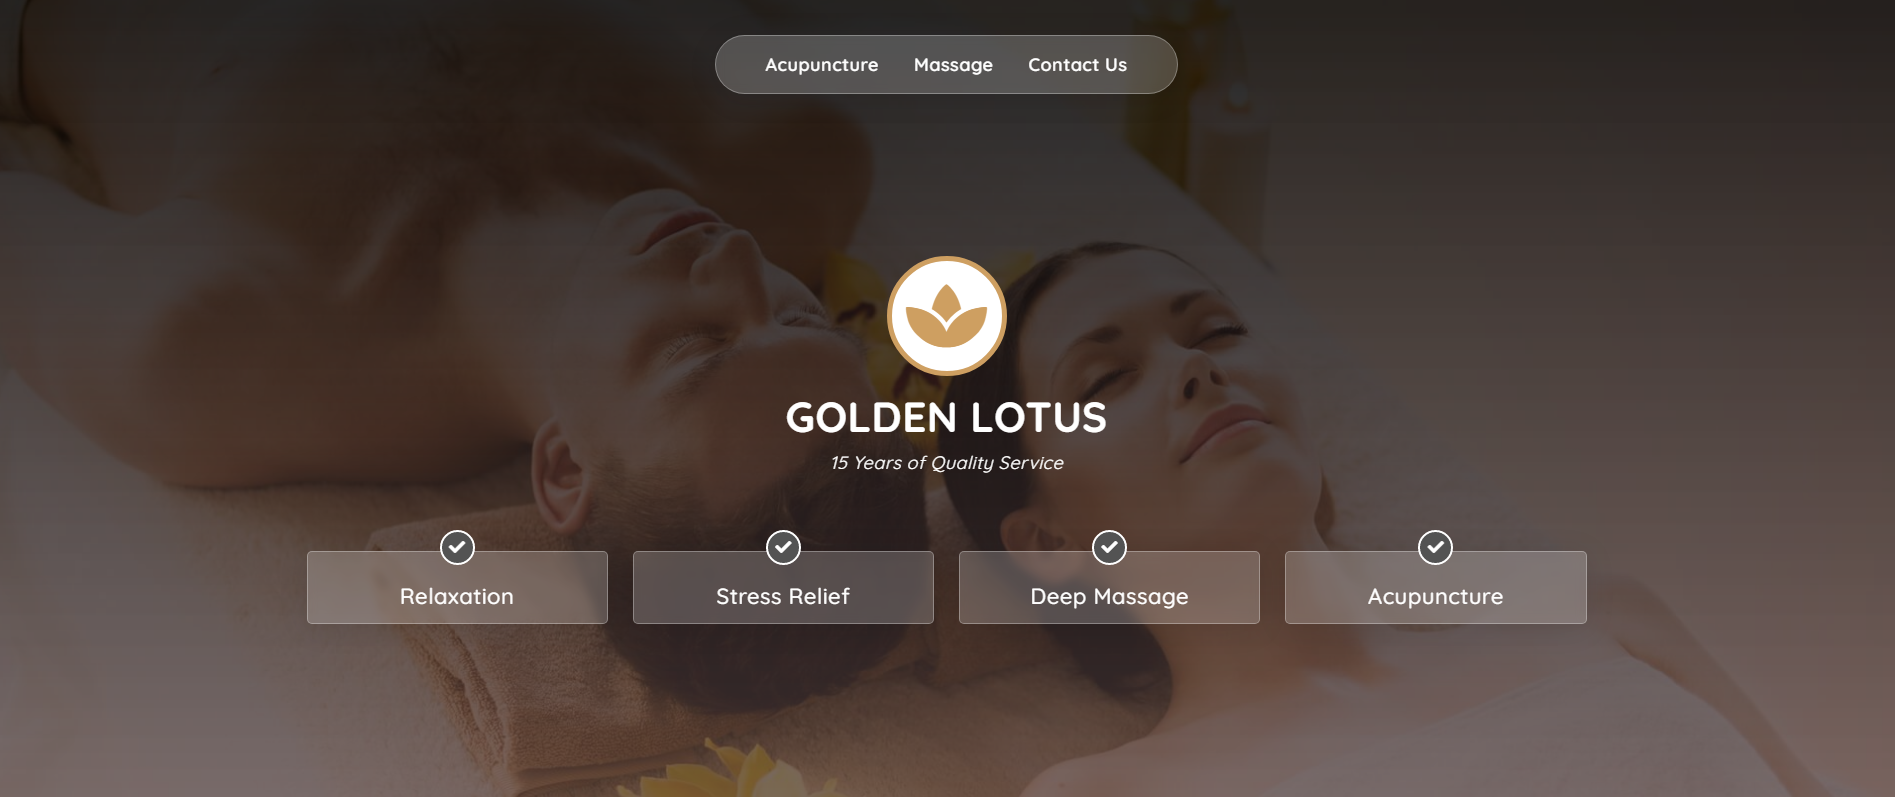 Acupuncture Massage Contact Us
GOLDEN LOTUS
15 Years of Quality Service
Relaxation
Stress Relief
Deep Massage
Acupuncture